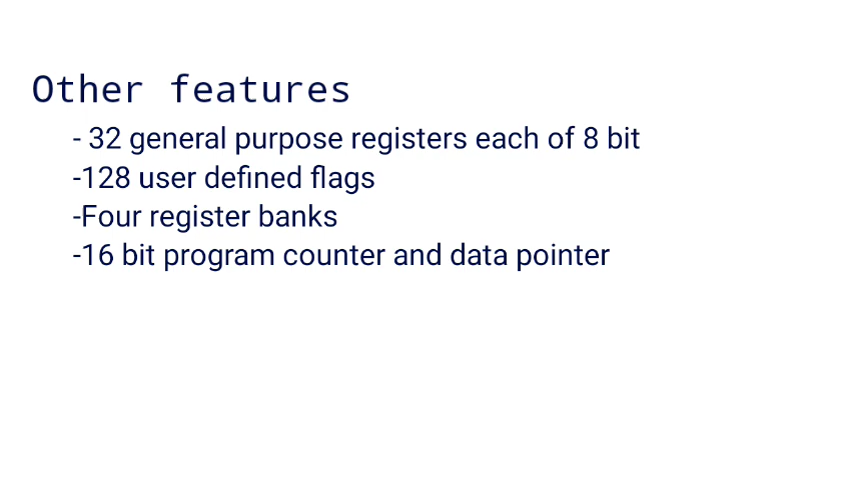 Other features
- 32 general purpose registers each of 8 bit
-128 user defined flags
-Four register banks
-16 bit program counter and data pointer